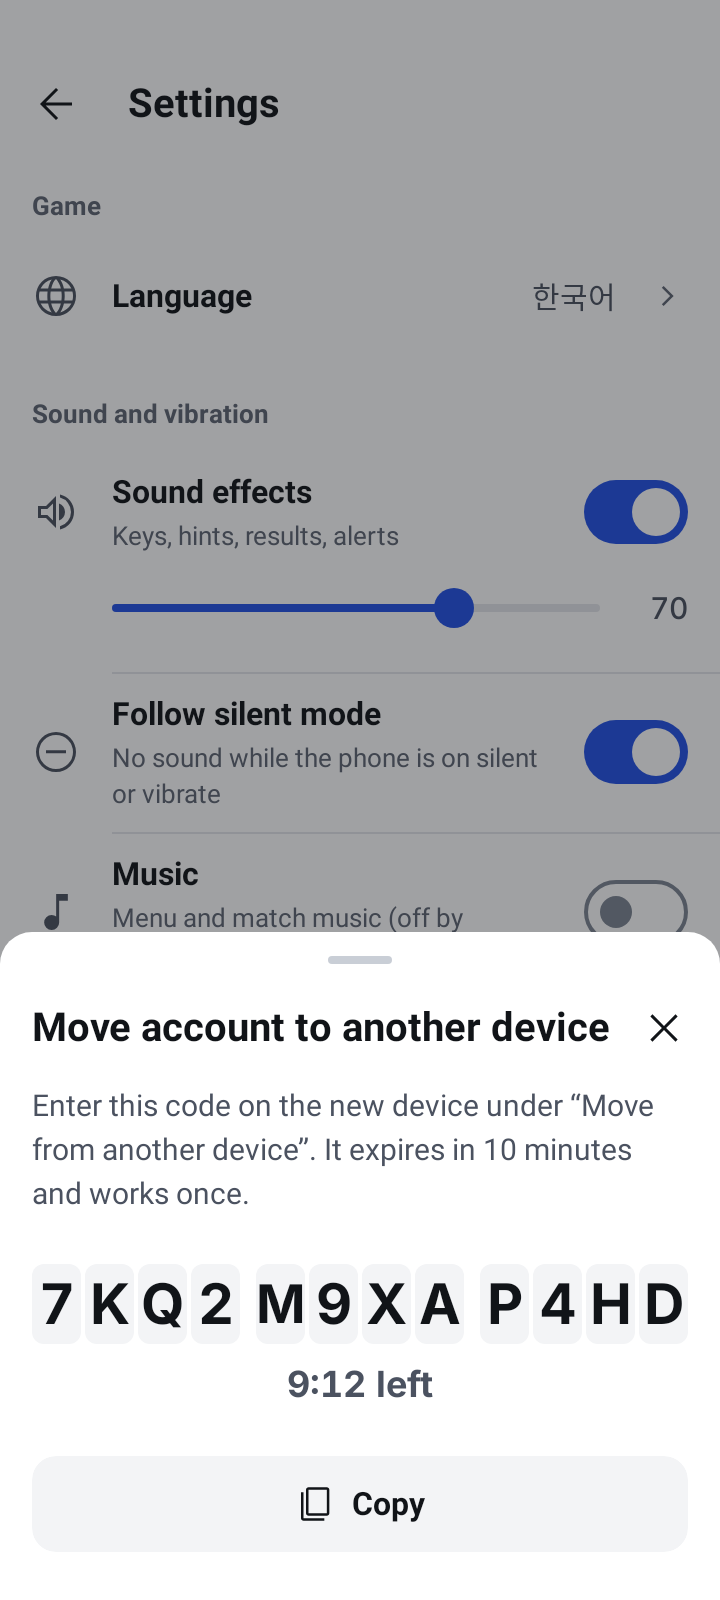 Settings
Game
Language
한국어
Sound and vibration
Sound effects
Keys, hints, results, alerts
70
Follow silent mode
No sound while the phone is on silent
or vibrate
Music
Menu and match music (off by
Move account to another device
Enter this code on the new device under “Move
from another device”. It expires in 10 minutes
and works once.
7KQ2 M9XA P4HD
9:12 left
Copy